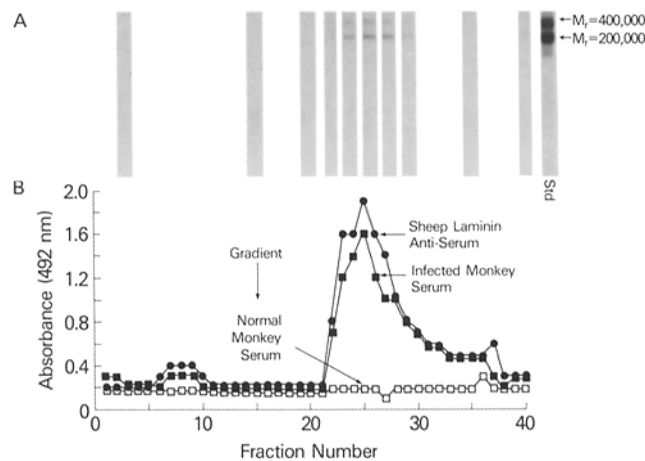 A
Mr=400,000
Mr=200,000
Std
B
2.0
1.6
1.2
0.8
0.4
0
Absorbance (492 nm)
Gradient
Normal
Monkey
Serum
Sheep Laminin
Anti-Serum
Infected Monkey
Serum
0 10 20 30 40
Fraction Number